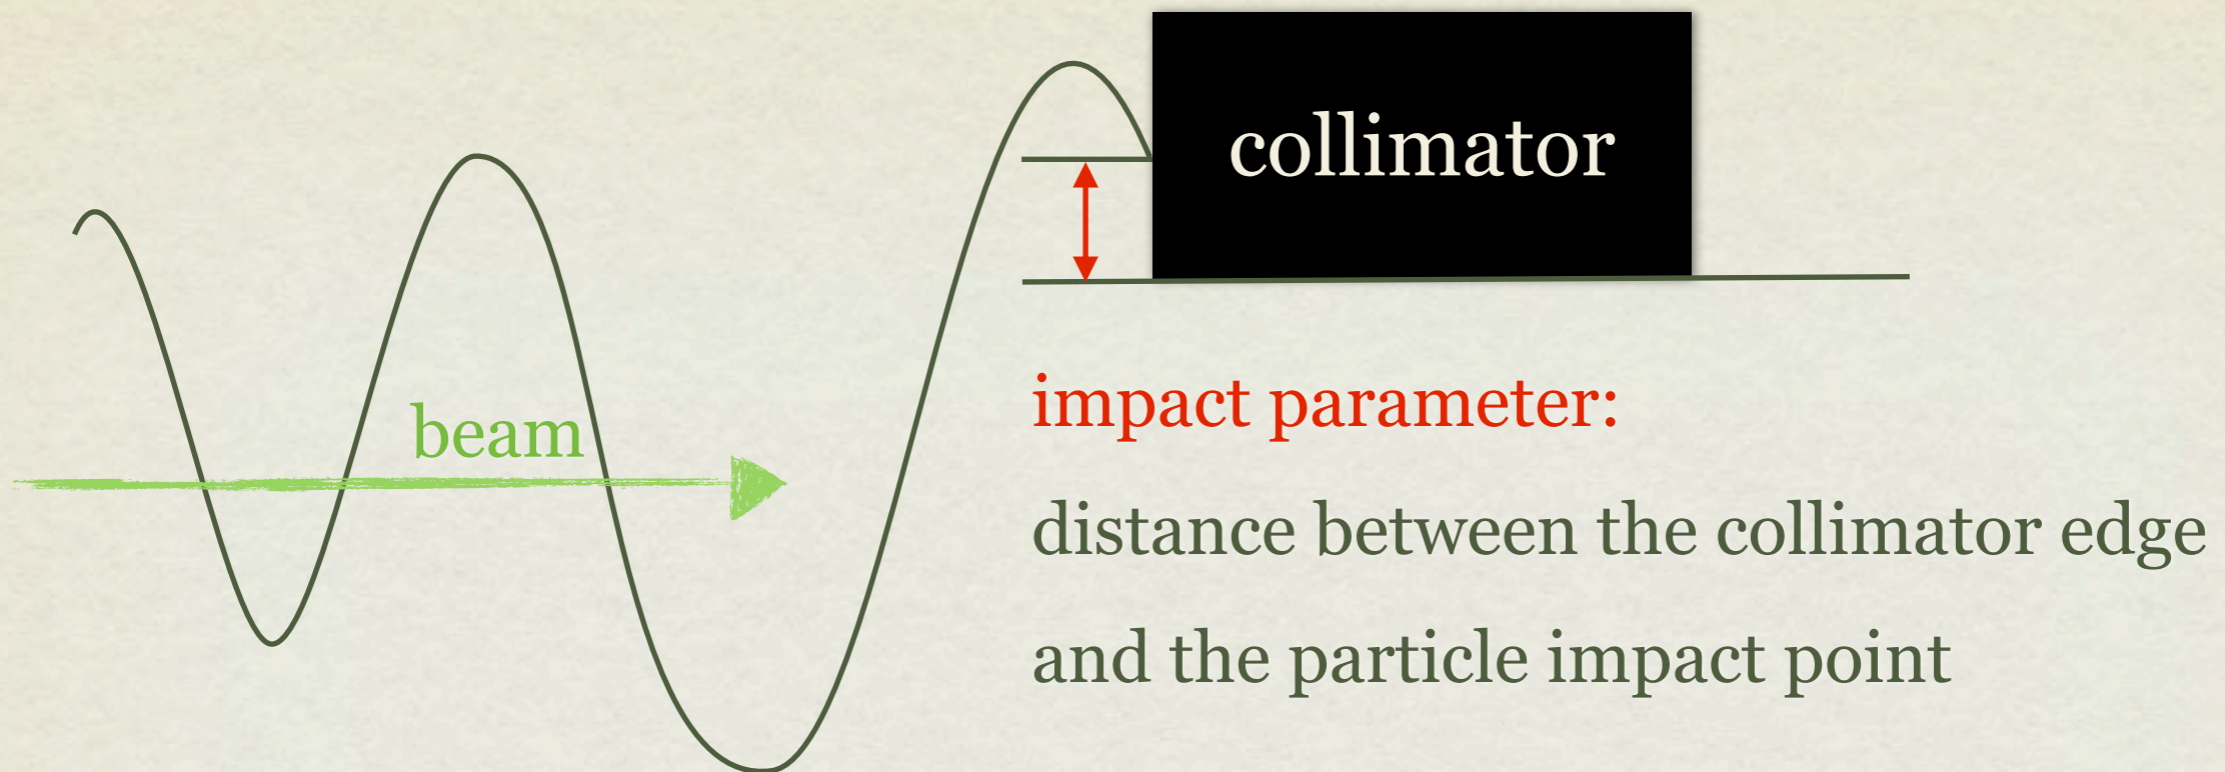 collimator
beam
impact parameter:
distance between the collimator edge
and the particle impact point